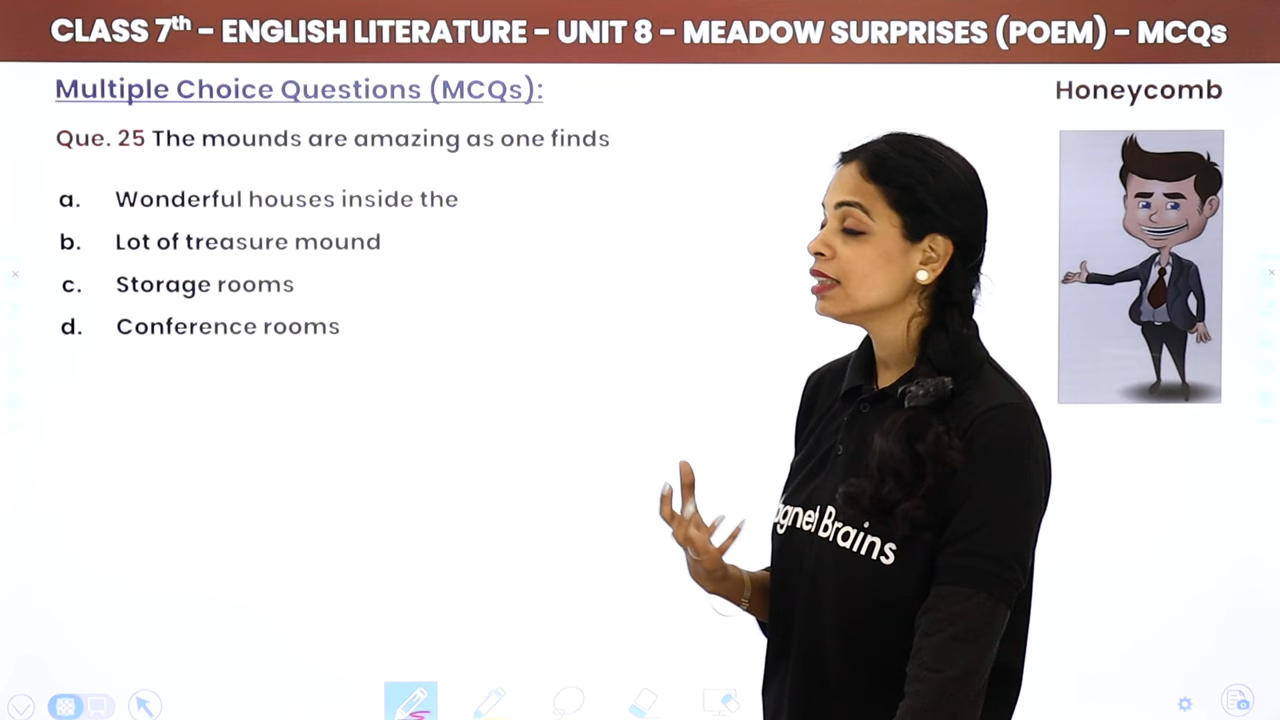 CLASS 7th – ENGLISH LITERATURE – UNIT 8 – MEADOW SURPRISES (POEM) – MCQs
Multiple Choice Questions (MCQs):
Honeycomb
Que. 25 The mounds are amazing as one finds
a. Wonderful houses inside the
b. Lot of treasure mound
c. Storage rooms
d. Conference rooms
Brains